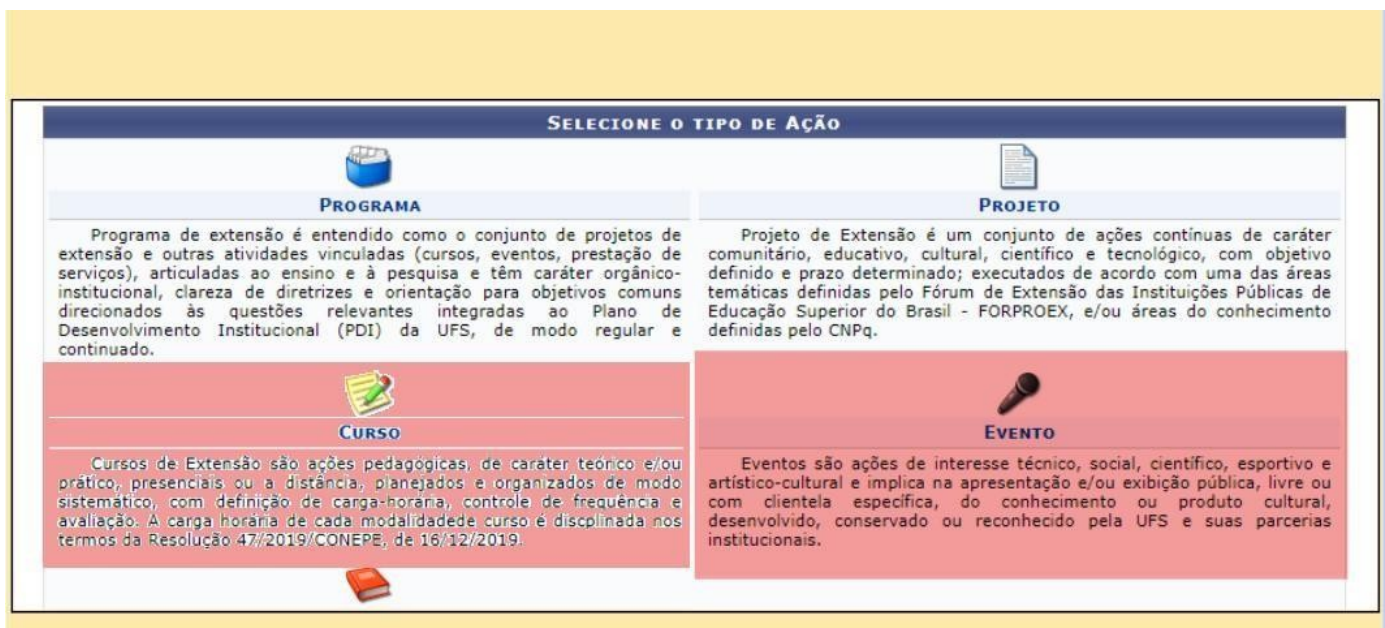 SELECIONE O TIPO DE AÇÃO
PROGRAMA
Programa de extensão é entendido como o conjunto de projetos de
extensão e outras atividades vinculadas (cursos, eventos, prestação de
serviços), articuladas ao ensino e à pesquisa e têm caráter orgânico-
institucional, clareza de diretrizes e orientação para objetivos comuns
direcionados às questões relevantes integradas ao Plano de
Desenvolvimento Institucional (PDI) da UFS, de modo regular e
continuado.
PROJETO
Projeto de Extensão é um conjunto de ações contínuas de caráter
comunitário, educativo, cultural, científico e tecnológico, com objetivo
definido e prazo determinado; executados de acordo com uma das áreas
temáticas definidas pelo Fórum de Extensão das Instituições Públicas de
Educação Superior do Brasil - FORPROEX, e/ou áreas do conhecimento
definidas pelo CNPq.
CURSO
Cursos de Extensão são ações pedagógicas, de caráter teórico e/ou
prático, presenciais ou a distância, planejados e organizados de modo
sistemático, com definição de carga-horária, controle de frequência e
avaliação. A carga horária de cada modalidadede curso é discplinada nos
termos da Resolução 47/2019/CONEPE, de 16/12/2019.
EVENTO
Eventos são ações de interesse técnico, social, científico, esportivo e
artístico-cultural e implica na apresentação e/ou exibição pública, livre ou
com clientela específica, do conhecimento ou produto cultural,
desenvolvido, conservado ou reconhecido pela UFS e suas parcerias
institucionais.